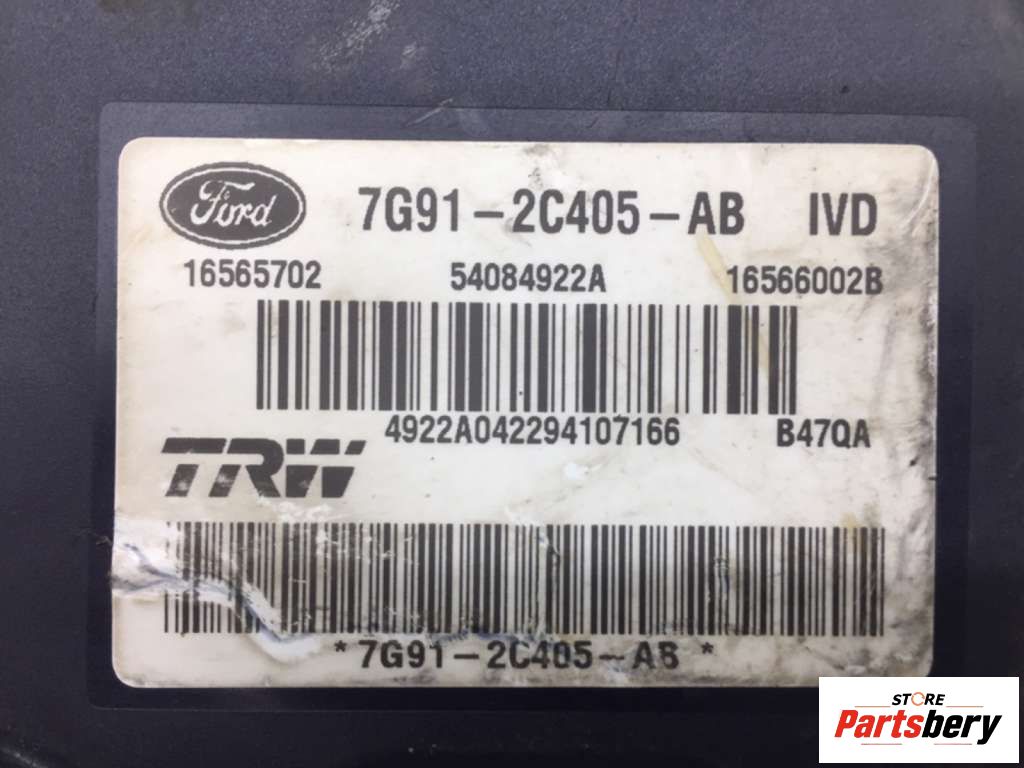 Ford 7G91-2C405-AB IVD
16565702 54084922A 16566002B
4922A042294107166 B47QA
TRW
*7G91-2C405-AB*
STORE
Partsbery